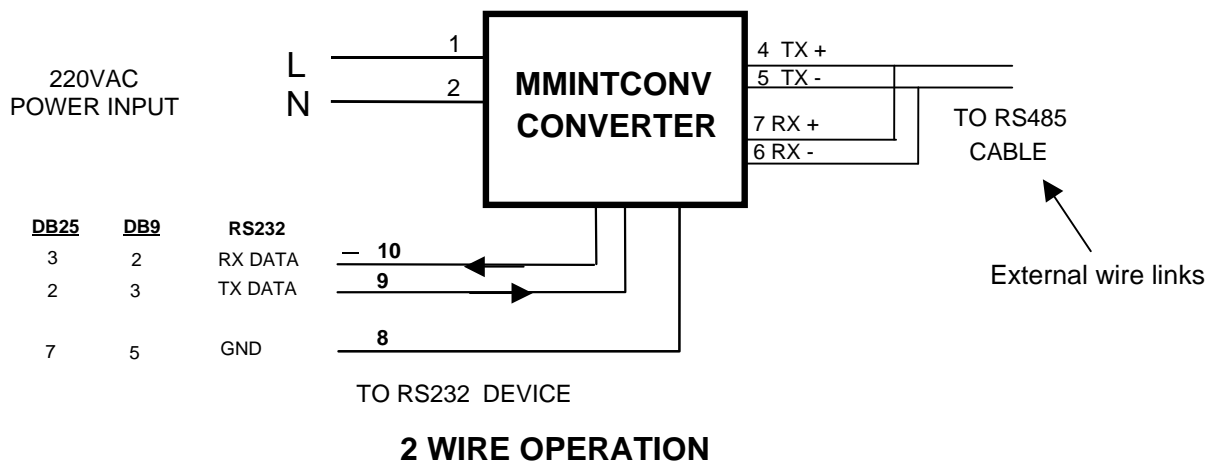 220VAC
POWER INPUT
L
N
1
2
MMINTCONV
CONVERTER
4 TX +
5 TX -
7 RX +
6 RX -
TO RS485
CABLE
External wire links
DB25 DB9 RS232
3 2 RX DATA — 10
2 3 TX DATA 9
7 5 GND 8
TO RS232 DEVICE
2 WIRE OPERATION